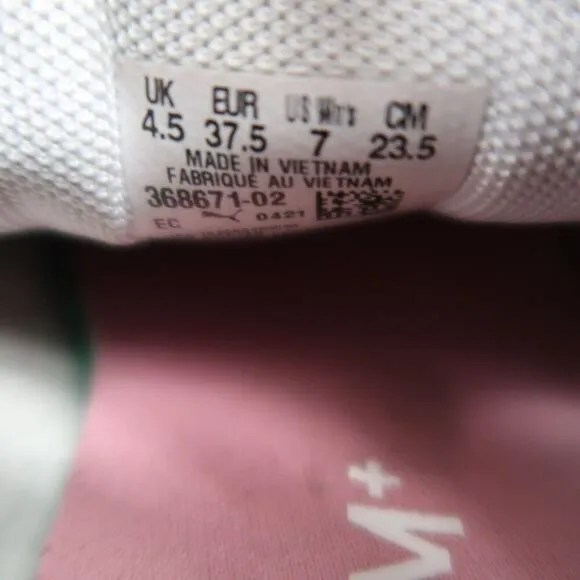 UK EUR US Wn's CM
4.5 37.5 7 23.5
MADE IN VIETNAM
FABRIQUE AU VIETNAM
368671-02
EC 0421
M+